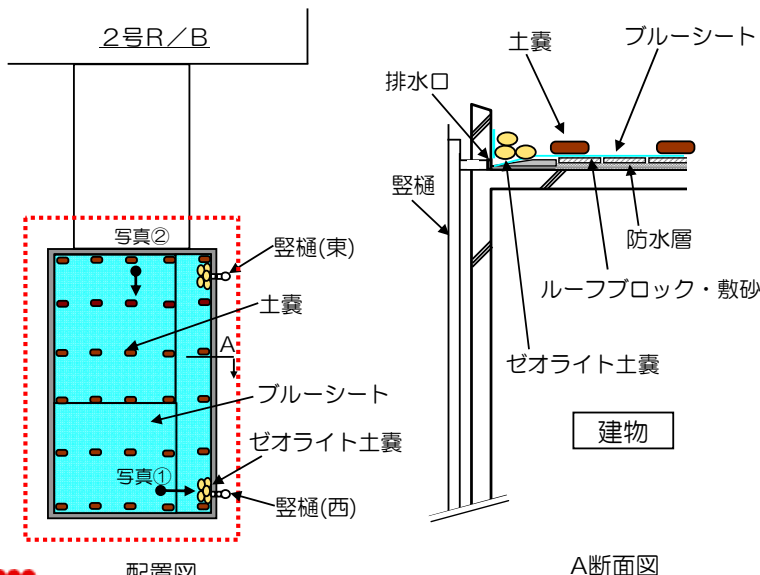 2号R/B
写真②
竪樋(東)
土嚢
A
ブルーシート
ゼオライト土嚢
写真①
竪樋(西)
配置図
土嚢
ブルーシート
排水口
竪樋
防水層
ルーフブロック・敷砂
ゼオライト土嚢
建物
A断面図